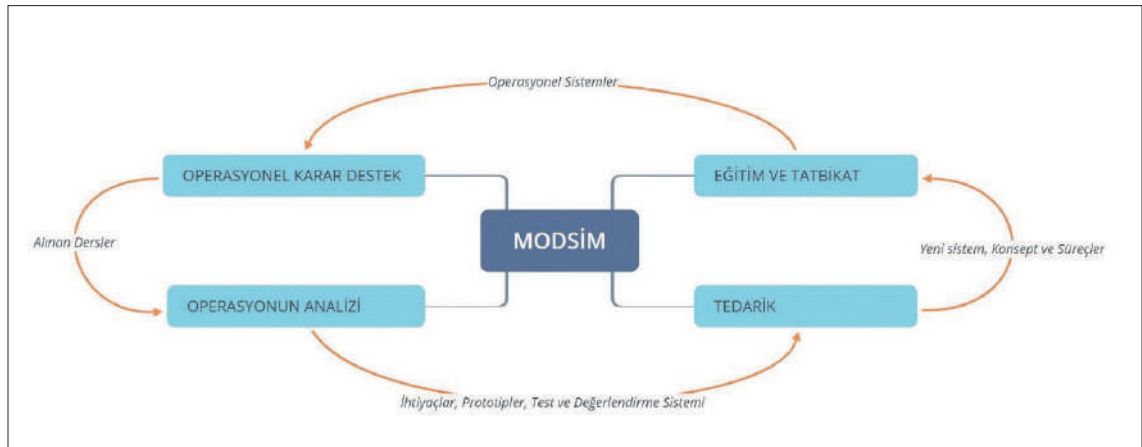 Operasyonel Sistemler
OPERASYONEL KARAR DESTEK
EĞİTİM VE TATBİKAT
MODSİM
Alınan Dersler
Yeni sistem, Konsept ve Süreçler
OPERASYONUN ANALİZİ
TEDARİK
İhtiyaçlar, Prototipler, Test ve Değerlendirme Sistemi